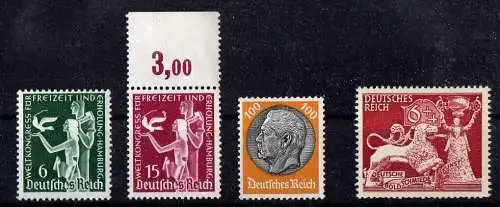 WELTKONGRESS FÜR
FREIZEIT UND
ERHOLUNG HAMBURG
6
Deutsches Reich
3,00
WELTKONGRESS FÜR
FREIZEIT UND
ERHOLUNG HAMBURG
15
Deutsches Reich
100 100
Deutsches Reich
DEUTSCHES
REICH
6
GOLDSCHMIEDE